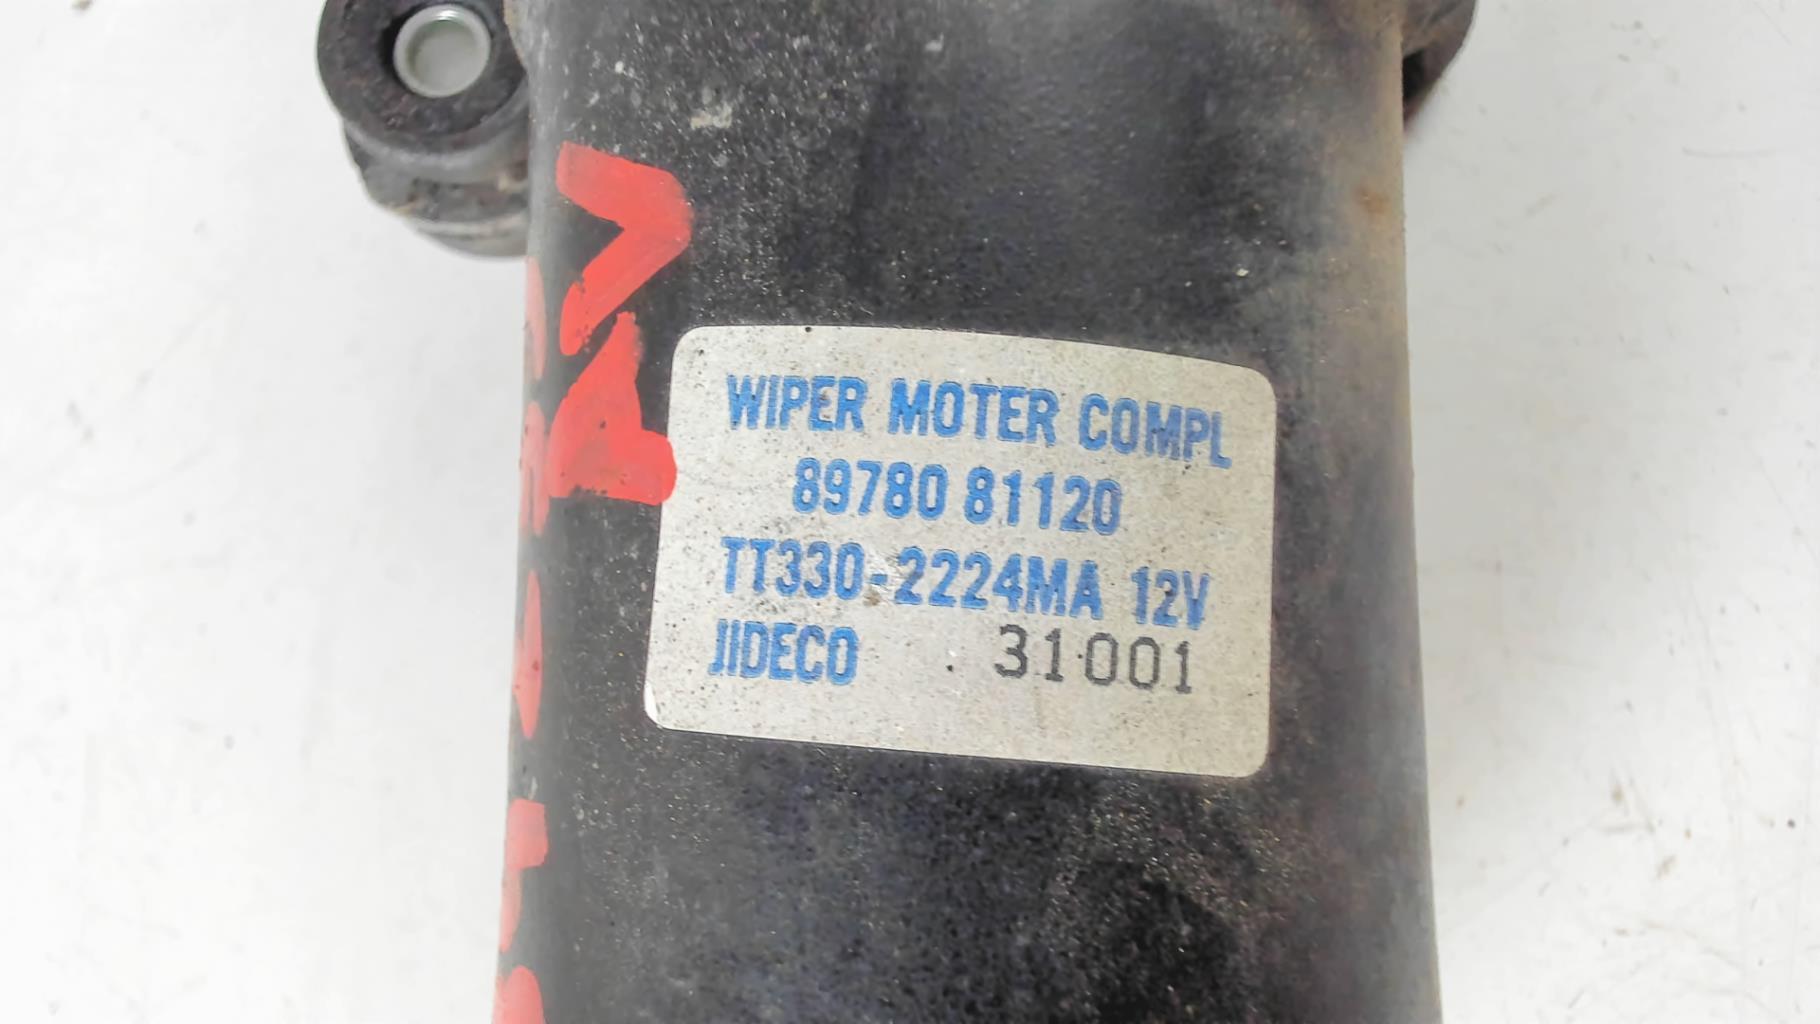 WIPER MOTER COMPL
89780 81120
TT330-2224MA 12V
JIDECO 31001